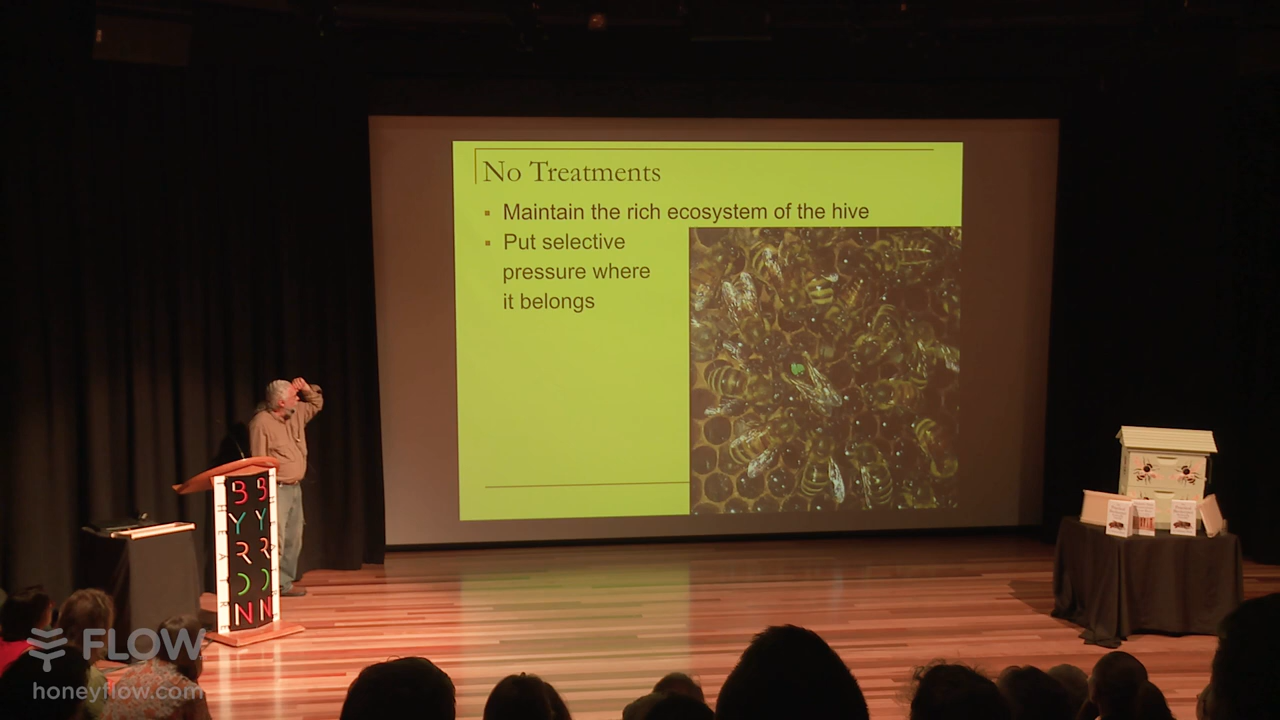 No Treatments
Maintain the rich ecosystem of the hive
Put selective
pressure where
it belongs
BYRON
BYRON
THEATRE
FLOW
honeyflow.com